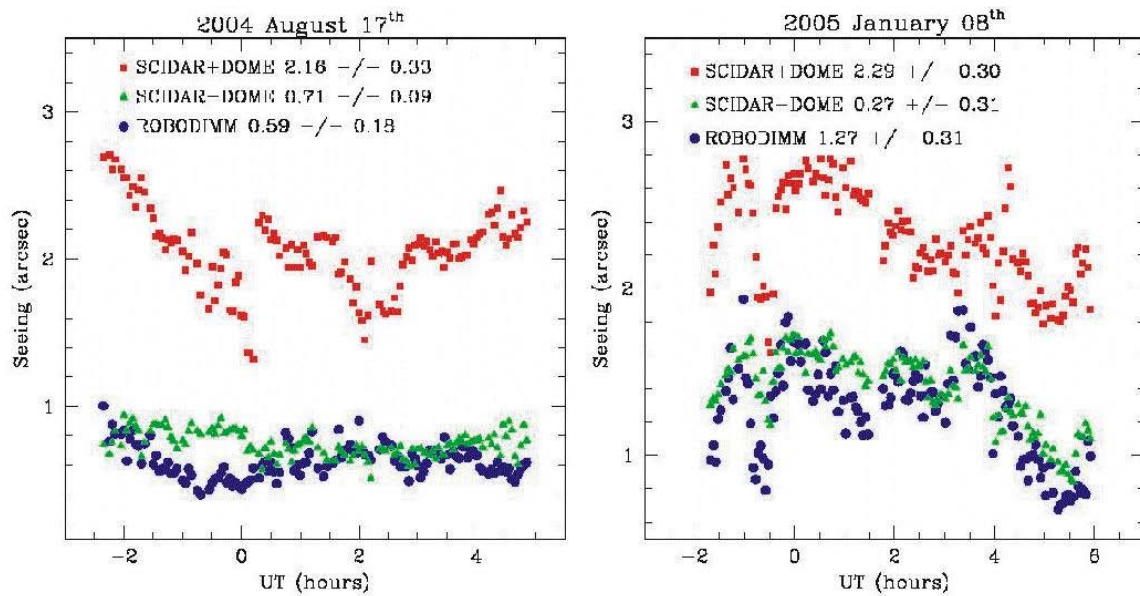 2004 August 17th
SCIDAR+DOME 2.16 -/- 0.33
SCIDAR-DOME 0.71 -/- 0.09
ROBODIMM 0.59 -/- 0.18
3
2
1
Seeing (arcsec)
-2 0 2 4
UT (hours)
2005 January 08th
SCIDAR+DOME 2.29 +/ 0.30
SCIDAR-DOME 0.27 +/- 0.31
ROBODIMM 1.27 +/ 0.31
3
2
1
Seeing (arcsec)
-2 0 2 4 6
UT (hours)